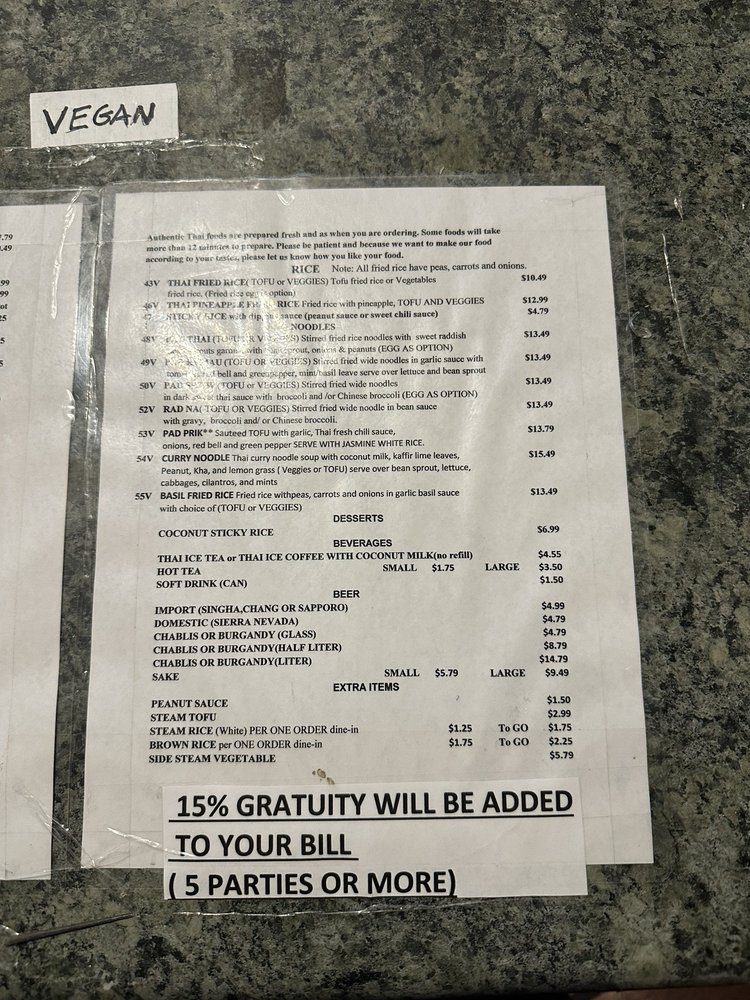 VEGAN
.79
.49
Authentic Thai foods are prepared fresh and as when you are ordering. Some foods will take
more than 12 minutes to prepare. Please be patient and because we want to make our food
according to your tastes, please let us know how you like your food.
RICE Note: All fried rice have peas, carrots and onions.
43V THAI FRIED RICE( TOFU or VEGGIES) Tofu fried rice or Vegetables $10.49
fried rice. (Fried rice egg option)
46V THAI PINEAPPLE RICE Fried rice with pineapple, TOFU AND VEGGIES $12.99
STICKY RICE with sauce (peanut sauce or sweet chili sauce) $4.79
NOODLES
48V THAI (TOFU OR VEGGIES) Stirred fried rice noodles with sweet raddish $13.49
onions & peanuts (EGG AS OPTION)
49V (TOFU OR VEGGIES) Stirred fried wide noodles in garlic sauce with $13.49
bell and greenpepper, mint/basil leave serve over lettuce and bean sprout
50V PAD (TOFU OR VEGGIES) Stirred fried wide noodles $13.49
in dark thai sauce with broccoli and /or Chinese broccoli (EGG AS OPTION)
52V RAD NA( TOFU OR VEGGIES) Stirred fried wide noodle in bean sauce $13.49
with gravy, broccoli and/ or Chinese broccoli.
53V PAD PRIK** Sauteed TOFU with garlic, Thai fresh chili sauce, $13.79
onions, red bell and green pepper SERVE WITH JASMINE WHITE RICE.
54V CURRY NOODLE Thai curry noodle soup with coconut milk, kaffir lime leaves, $15.49
Peanut, Kha, and lemon grass ( Veggies or TOFU) serve over bean sprout, lettuce,
cabbages, cilantros, and mints
55V BASIL FRIED RICE Fried rice withpeas, carrots and onions in garlic basil sauce $13.49
with choice of (TOFU or VEGGIES)
DESSERTS
COCONUT STICKY RICE $6.99
BEVERAGES
THAI ICE TEA or THAI ICE COFFEE WITH COCONUT MILK(no refill) $4.55
HOT TEA SMALL $1.75 LARGE $3.50
SOFT DRINK (CAN) $1.50
BEER
IMPORT (SINGHA,CHANG OR SAPPORO) $4.99
DOMESTIC (SIERRA NEVADA) $4.79
CHABLIS OR BURGANDY (GLASS) $4.79
CHABLIS OR BURGANDY(HALF LITER) $8.79
CHABLIS OR BURGANDY(LITER) $14.79
SAKE SMALL $5.79 LARGE $9.49
EXTRA ITEMS
PEANUT SAUCE $1.50
STEAM TOFU $2.99
STEAM RICE (White) PER ONE ORDER dine-in $1.25 To GO $1.75
BROWN RICE per ONE ORDER dine-in $1.75 To GO $2.25
SIDE STEAM VEGETABLE $5.79
15% GRATUITY WILL BE ADDED
TO YOUR BILL
( 5 PARTIES OR MORE)